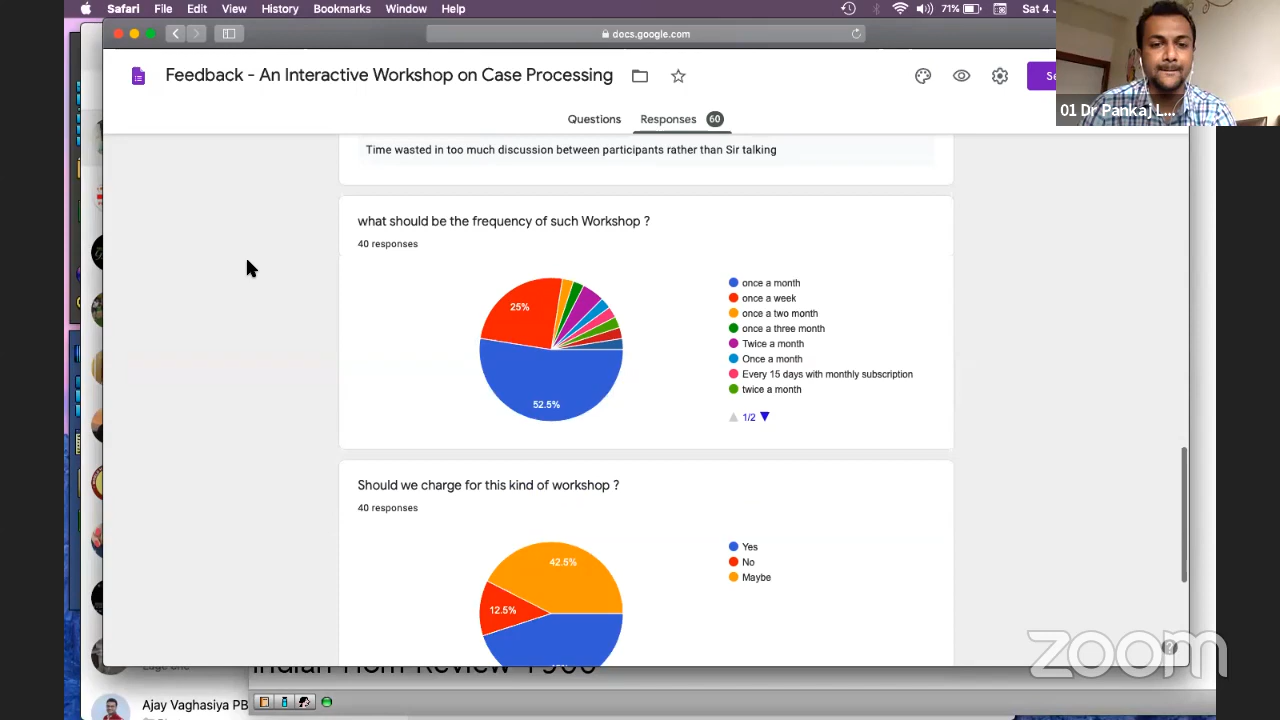 Safari File Edit View History Bookmarks Window Help
71%
Sat 4 J
docs.google.com
Feedback - An Interactive Workshop on Case Processing
Se
01 Dr Pankaj L...
Questions
Responses 60
Time wasted in too much discussion between participants rather than Sir talking
what should be the frequency of such Workshop ?
40 responses
25%
52.5%
once a month
once a week
once a two month
once a three month
Twice a month
Once a month
Every 15 days with monthly subscription
twice a month
1/2
Should we charge for this kind of workshop ?
40 responses
42.5%
12.5%
Yes
No
Maybe
zoom
Ajay Vaghasiya PB